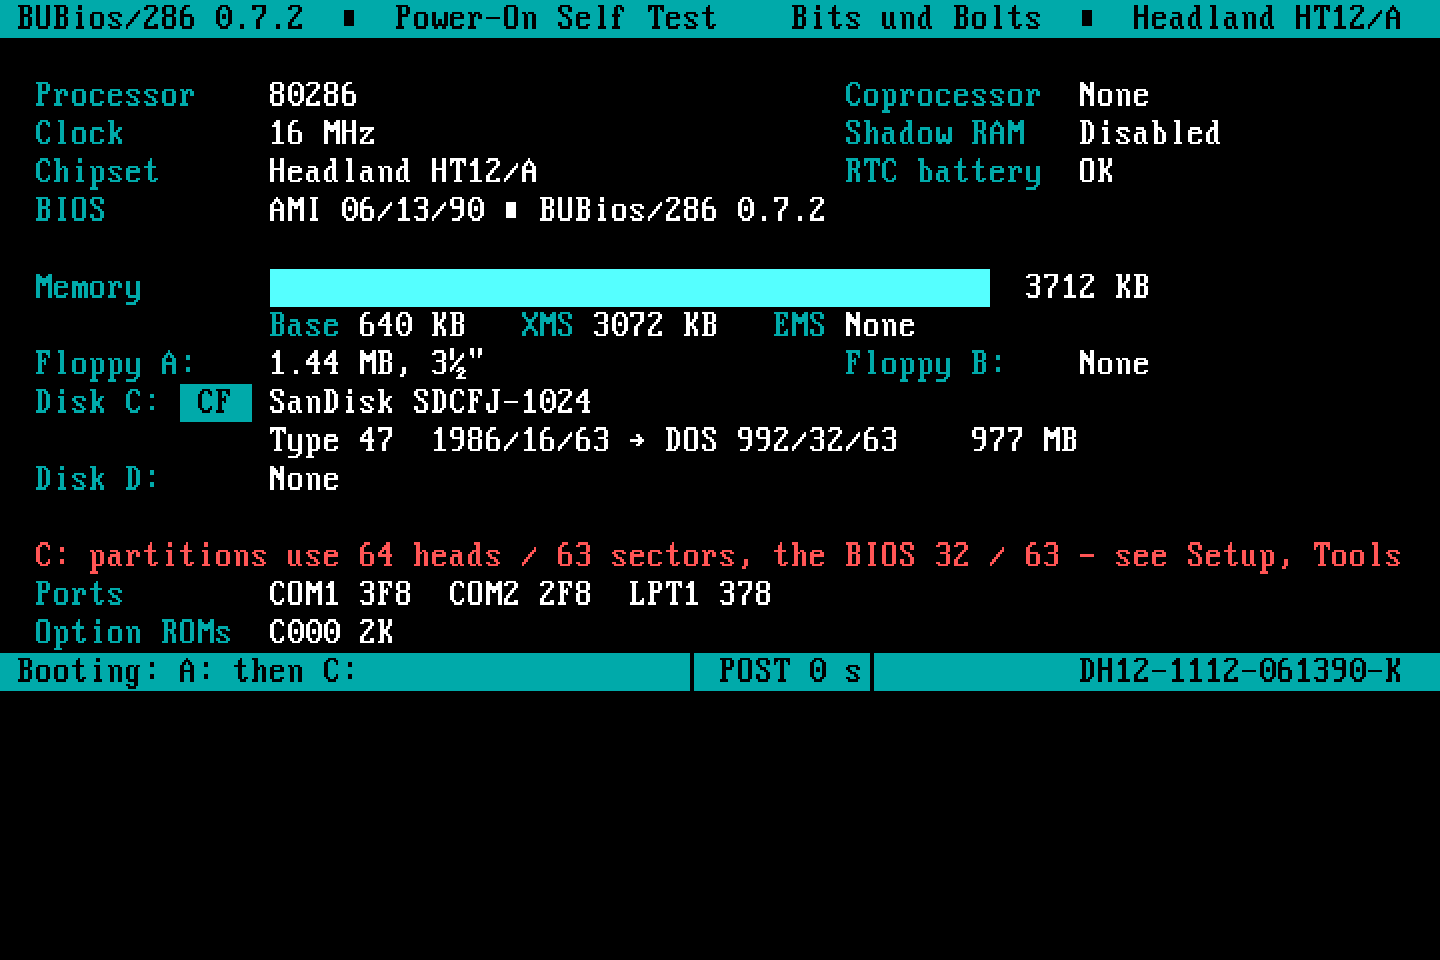 BUBios/286 0.7.2 ■ Power-On Self Test Bits und Bolts ■ Headland HT12/A
Processor 80286 Coprocessor None
Clock 16 MHz Shadow RAM Disabled
Chipset Headland HT12/A RTC battery OK
BIOS AMI 06/13/90 ■ BUBios/286 0.7.2
Memory 3712 KB
Base 640 KB XMS 3072 KB EMS None
Floppy A: 1.44 MB, 3½" Floppy B: None
Disk C: CF SanDisk SDCFJ-1024
Type 47 1986/16/63 → DOS 992/32/63 977 MB
Disk D: None
C: partitions use 64 heads / 63 sectors, the BIOS 32 / 63 - see Setup, Tools
Ports COM1 3F8 COM2 2F8 LPT1 378
Option ROMs C000 2K
Booting: A: then C: POST 0 s DH12-1112-061390-K